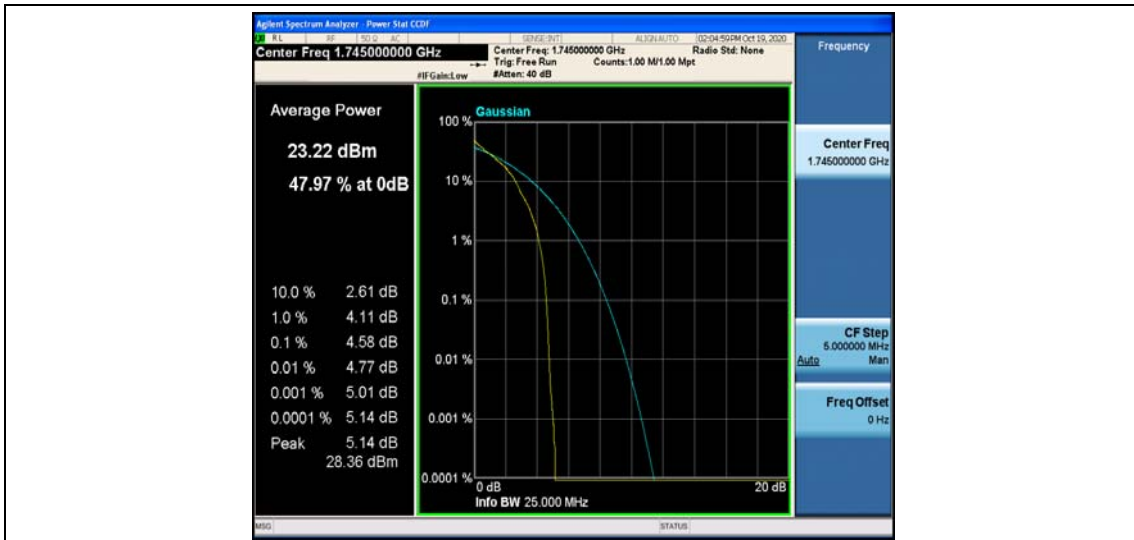 Agilent Spectrum Analyzer - Power Stat CCDF
RL RF 50 Ω AC SENSE:INT ALIGN AUTO 02:04:59 PM Oct 19, 2020
Center Freq 1.745000000 GHz
Center Freq: 1.745000000 GHz Radio Std: None
Trig: Free Run Counts:1.00 M/1.00 Mpt
#IFGain:Low #Atten: 40 dB
Frequency
Average Power
23.22 dBm
47.97 % at 0dB
10.0 % 2.61 dB
1.0 % 4.11 dB
0.1 % 4.58 dB
0.01 % 4.77 dB
0.001 % 5.01 dB
0.0001 % 5.14 dB
Peak 5.14 dB
28.36 dBm
Gaussian
100 %
10 %
1 %
0.1 %
0.01 %
0.001 %
0.0001 %
0 dB 20 dB
Info BW 25.000 MHz
Center Freq
1.745000000 GHz
CF Step
5.000000 MHz
Auto Man
Freq Offset
0 Hz
MSG STATUS